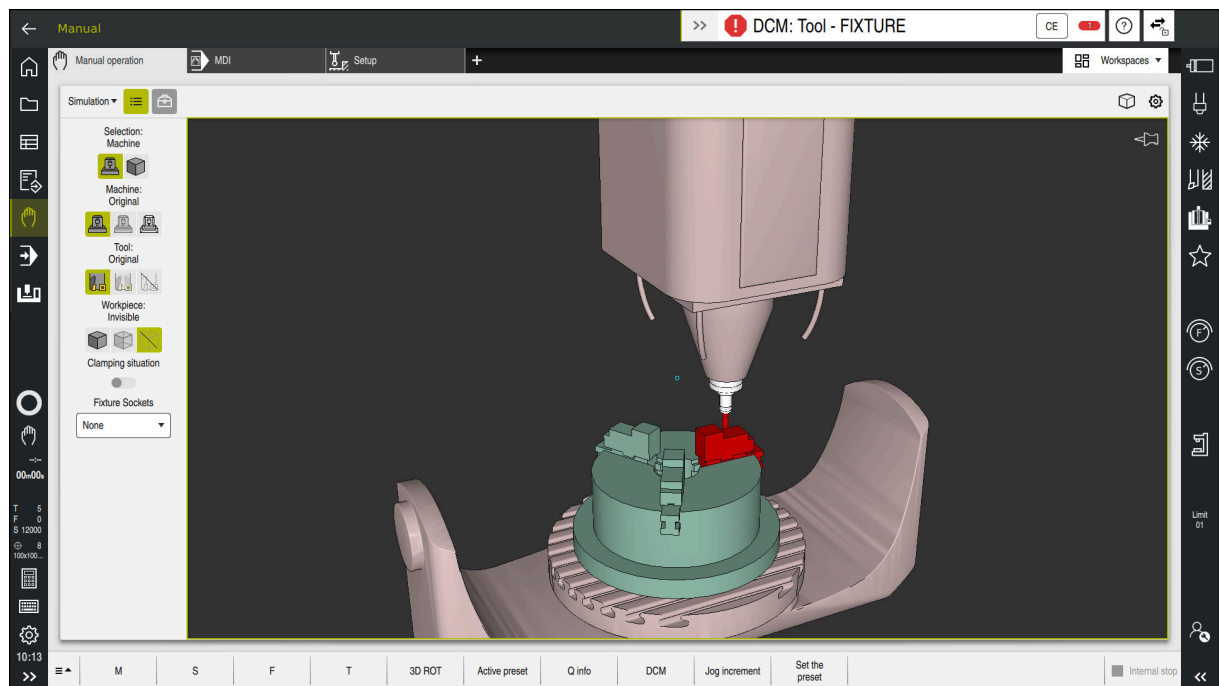 Manual
DCM: Tool - FIXTURE
CE
1
?
Manual operation
MDI
Setup
+
Workspaces
Simulation
Selection:
Machine
Machine:
Original
Tool:
Original
Workpiece:
Invisible
Clamping situation
Fixture Sockets
None
-:-
00m00s
T 5
F 0
S 12000
8
100x100...
10:13
F
S
Limit
01
M
S
F
T
3D ROT
Active preset
Q info
DCM
Jog increment
Set the
preset
Internal stop